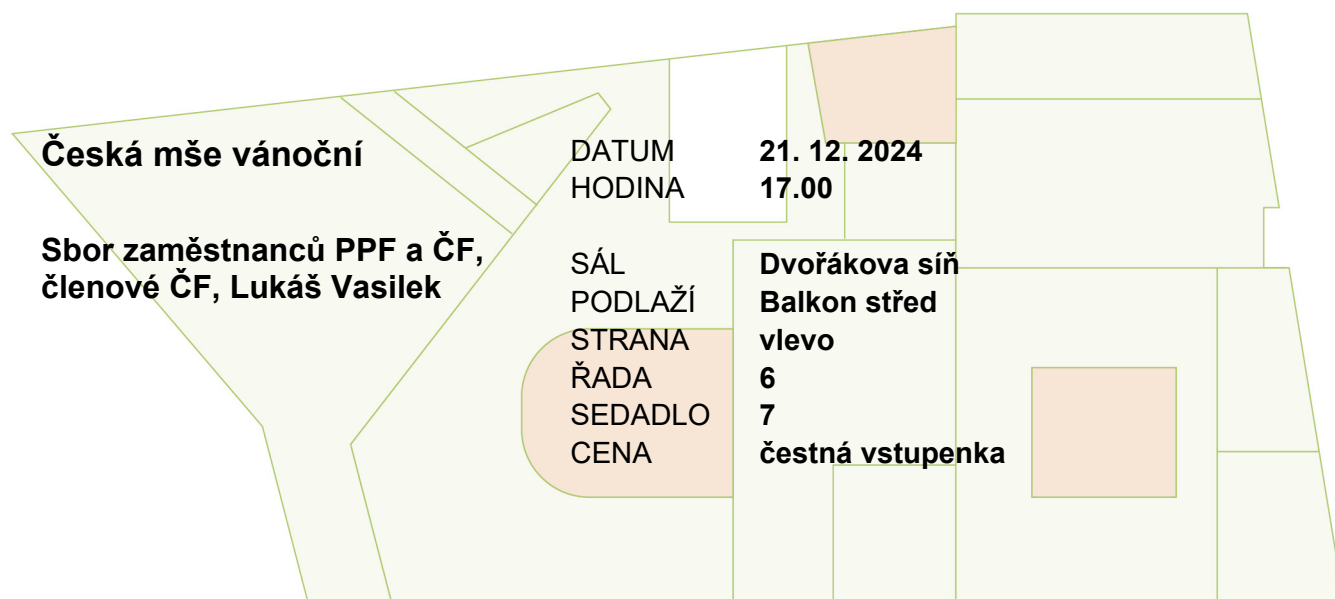 Česká mše vánoční
Sbor zaměstnanců PPF a ČF,
členové ČF, Lukáš Vasilek
DATUM 21. 12. 2024
HODINA 17.00
SÁL Dvořákova síň
PODLAŽÍ Balkon střed
STRANA vlevo
ŘADA 6
SEDADLO 7
CENA čestná vstupenka